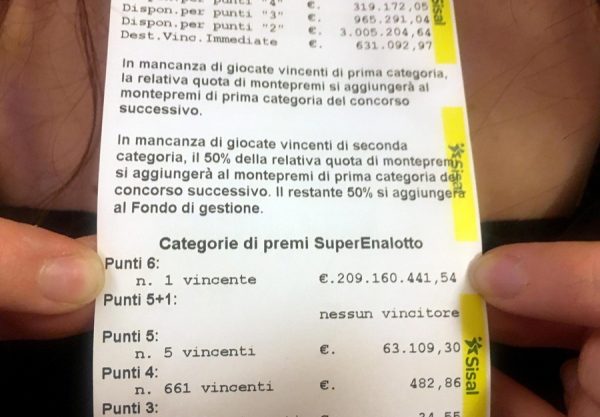 punti "4" €. 319.172,05
Dispon.per punti "3" €. 965.291,04
Dispon.per punti "2" €. 3.005.204,64
Dest.Vinc.Immediate €. 631.092,97
In mancanza di giocate vincenti di prima categoria,
la relativa quota di montepremi si aggiungerà al
montepremi di prima categoria del concorso
successivo.
In mancanza di giocate vincenti di seconda
categoria, il 50% della relativa quota di montepremi
si aggiungerà al montepremi di prima categoria del
concorso successivo. Il restante 50% si aggiungerà
al Fondo di gestione.
Categorie di premi SuperEnalotto
Punti 6:
n. 1 vincente €.209.160.441,54
Punti 5+1:
nessun vincitore
Punti 5:
n. 5 vincenti €. 63.109,30
Punti 4:
n. 661 vincenti €. 482,86
Punti 3:
Sisal
Sisal
Sisal